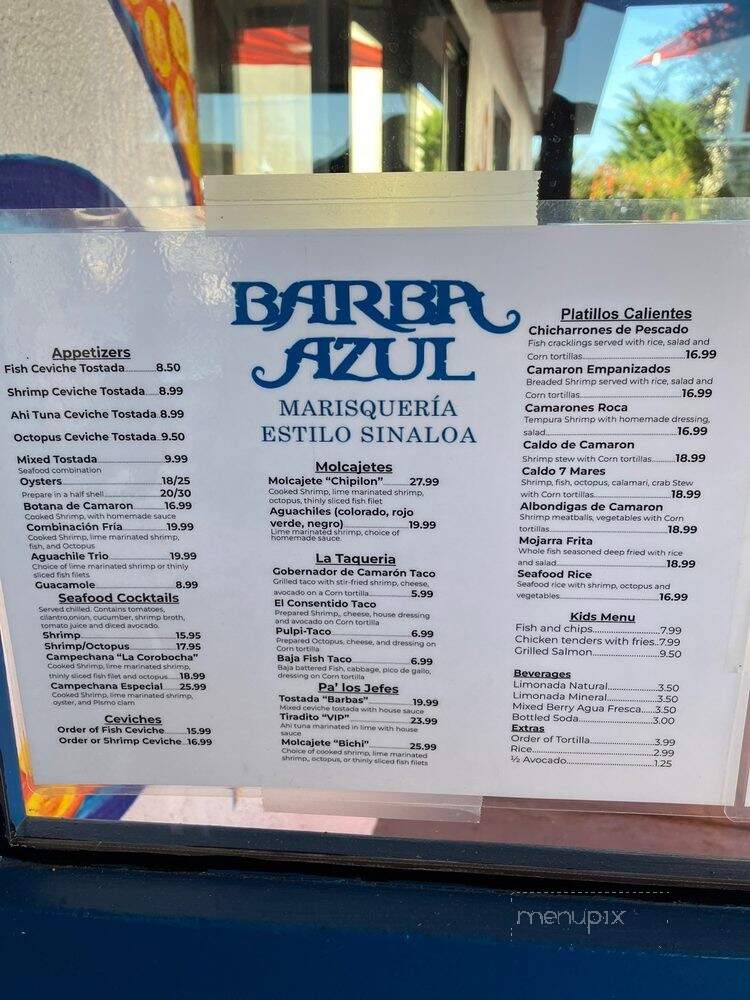 BARBA
AZUL
MARISQUERÍA
ESTILO SINALOA
Appetizers
Fish Ceviche Tostada.........8.50
Shrimp Ceviche Tostada.....8.99
Ahi Tuna Ceviche Tostada.8.99
Octopus Ceviche Tostada..9.50
Mixed Tostada..................9.99
Seafood combination
Oysters...........................18/25
Prepare in a half shell...............20/30
Botana de Camaron.........16.99
Cooked Shrimp, with homemade sauce
Combinación Fría.............19.99
Cooked Shrimp, lime marinated shrimp,
fish, and Octopus
Aguachile Trio..................19.99
Choice of lime marinated shrimp or thinly
sliced fish filets
Guacamole.......................8.99
Seafood Cocktails
Served chilled. Contains tomatoes,
cilantro,onion, cucumber, shrimp broth,
tomato juice and diced avocado.
Shrimp..........................15.95
Shrimp/Octopus.............17.95
Campechana “La Corobocha”
Cooked Shrimp, lime marinated shrimp,
thinly sliced fish filet and octopus.....18.99
Campechana Especial.....25.99
Cooked Shrimp, lime marinated shrimp,
oyster, and Pismo clam
Ceviches
Order of Fish Ceviche.......15.99
Order or Shrimp Ceviche..16.99
Molcajetes
Molcajete “Chipilon”.......27.99
Cooked Shrimp, lime marinated shrimp,
octopus, thinly sliced fish filet
Aguachiles (colorado, rojo
verde, negro)....................19.99
Lime marinated shrimp, choice of
homemade sauce.
La Taqueria
Gobernador de Camarón Taco
Grilled taco with stir-fried shrimp, cheese,
avocado on a Corn tortilla...............5.99
El Consentido Taco
Prepared Shrimp,, cheese, house dressing
and avocado on Corn tortilla
Pulpi-Taco........................6.99
Prepared Octopus, cheese, and dressing on
Corn tortilla
Baja Fish Taco..................6.99
Baja battered Fish, cabbage, pico de gallo,
dressing on Corn tortilla
Pa' los Jefes
Tostada “Barbas”...............19.99
Mixed ceviche tostada with house sauce
Tiradito “VIP”...................23.99
Ahi tuna marinated in lime with house
sauce
Molcajete “Bichi”..............25.99
Choice of cooked shrimp, lime marinated
shrimp,, octopus, or thinly sliced fish filets
Platillos Calientes
Chicharrones de Pescado
Fish cracklings served with rice, salad and
Corn tortillas..............................16.99
Camaron Empanizados
Breaded Shrimp served with rice, salad and
Corn tortillas..............................16.99
Camarones Roca
Tempura Shrimp with homemade dressing,
salad.......................................16.99
Caldo de Camaron
Shrimp stew with Corn tortillas.........18.99
Caldo 7 Mares
Shrimp, fish, octopus, calamari, crab Stew
with Corn tortillas.......................18.99
Albondigas de Camaron
Shrimp meatballs, vegetables with Corn
tortillas...................................18.99
Mojarra Frita
Whole fish seasoned deep fried with rice
and salad.................................18.99
Seafood Rice
Seafood rice with shrimp, octopus and
vegetables................................16.99
Kids Menu
Fish and chips....................7.99
Chicken tenders with fries..7.99
Grilled Salmon...................9.50
Beverages
Limonada Natural...............3.50
Limonada Mineral...............3.50
Mixed Berry Agua Fresca.....3.50
Bottled Soda......................3.00
Extras
Order of Tortilla..................3.99
Rice....................................2.99
½ Avocado.........................1.25
menupix